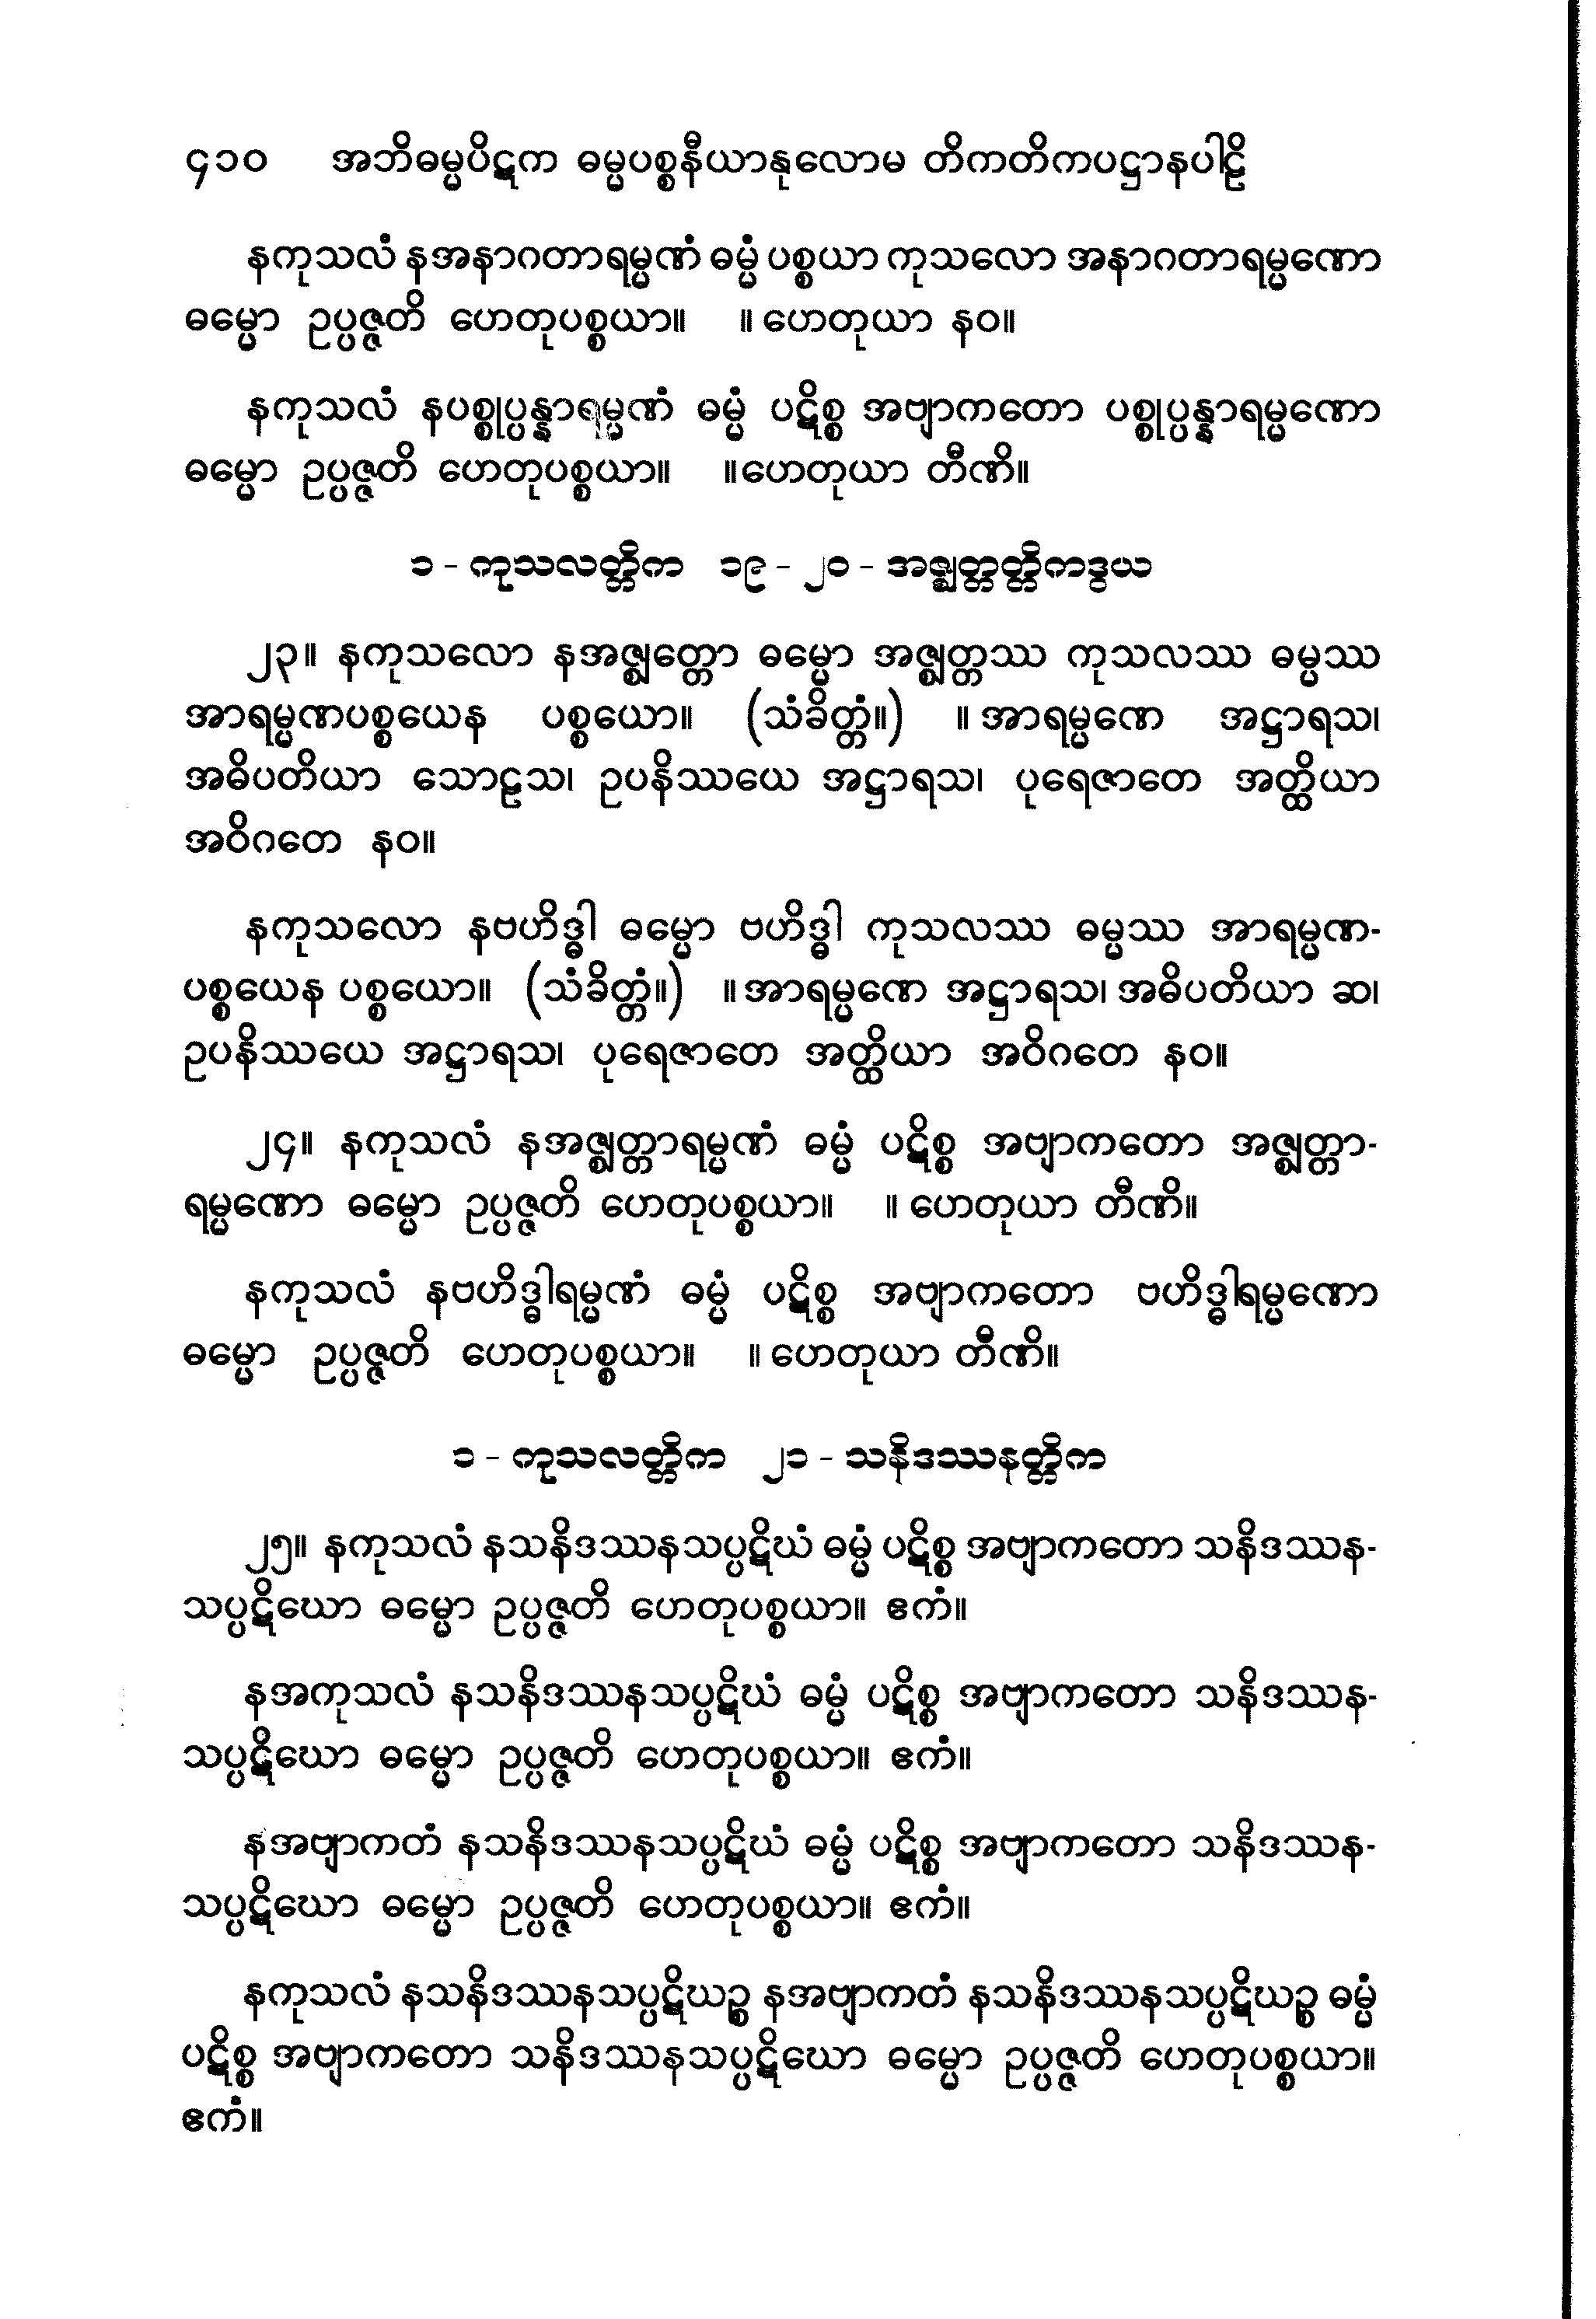 ၄၁၀ အဘိဓမ္မပိဋက ဓမ္မပစ္စနီယာနုလောမ တိကတိကပဋ္ဌာနပါဠိ
နကုသလံ နအနာဂတာရမ္မဏံ ဓမ္မံ ပစ္စယာ ကုသလော အနာဂတာရမ္မဏော
ဓမ္မော ဥပ္ပဇ္ဇတိ ဟေတုပစ္စယာ။ ။ ဟေတုယာ နဝ။
နကုသလံ နပစ္စုပ္ပန္နာရမ္မဏံ ဓမ္မံ ပဋိစ္စ အဗျာကတော ပစ္စုပ္ပန္နာရမ္မဏော
ဓမ္မော ဥပ္ပဇ္ဇတိ ဟေတုပစ္စယာ။ ။ဟေတုယာ တီဏိ။
၁ - ကုသလတ္တိက ၁၉ - ၂၀ - အဇ္ဈတ္တတ္တိကဒွယ
၂၃။ နကုသလော နအဇ္ဈတ္တော ဓမ္မော အဇ္ဈတ္တဿ ကုသလဿ ဓမ္မဿ
အာရမ္မဏပစ္စယေန ပစ္စယော။ (သံခိတ္တံ။) ။ အာရမ္မဏေ အဋ္ဌာရသ၊
အဓိပတိယာ သောဠသ၊ ဥပနိဿယေ အဋ္ဌာရသ၊ ပုရေဇာတေ အတ္ထိယာ
အဝိဂတေ နဝ။
နကုသလော နဗဟိဒ္ဓါ ဓမ္မော ဗဟိဒ္ဓါ ကုသလဿ ဓမ္မဿ အာရမ္မဏ-
ပစ္စယေန ပစ္စယော။ (သံခိတ္တံ။) ။ အာရမ္မဏေ အဋ္ဌာရသ၊ အဓိပတိယာ ဆ၊
ဥပနိဿယေ အဋ္ဌာရသ၊ ပုရေဇာတေ အတ္ထိယာ အဝိဂတေ နဝ။
၂၄။ နကုသလံ နအဇ္ဈတ္တာရမ္မဏံ ဓမ္မံ ပဋိစ္စ အဗျာကတော အဇ္ဈတ္တာ-
ရမ္မဏော ဓမ္မော ဥပ္ပဇ္ဇတိ ဟေတုပစ္စယာ။ ။ ဟေတုယာ တီဏိ။
နကုသလံ နဗဟိဒ္ဓါရမ္မဏံ ဓမ္မံ ပဋိစ္စ အဗျာကတော ဗဟိဒ္ဓါရမ္မဏော
ဓမ္မော ဥပ္ပဇ္ဇတိ ဟေတုပစ္စယာ။ ။ ဟေတုယာ တီဏိ။
၁ - ကုသလတ္တိက ၂၁ - သနိဒဿနတ္တိက
၂၅။ နကုသလံ နသနိဒဿနသပ္ပဋိဃံ ဓမ္မံ ပဋိစ္စ အဗျာကတော သနိဒဿန-
သပ္ပဋိဃော ဓမ္မော ဥပ္ပဇ္ဇတိ ဟေတုပစ္စယာ။ ဧကံ။
နအကုသလံ နသနိဒဿနသပ္ပဋိဃံ ဓမ္မံ ပဋိစ္စ အဗျာကတော သနိဒဿန-
သပ္ပဋိဃော ဓမ္မော ဥပ္ပဇ္ဇတိ ဟေတုပစ္စယာ။ ဧကံ။
နအဗျာကတံ နသနိဒဿနသပ္ပဋိဃံ ဓမ္မံ ပဋိစ္စ အဗျာကတော သနိဒဿန-
သပ္ပဋိဃော ဓမ္မော ဥပ္ပဇ္ဇတိ ဟေတုပစ္စယာ။ ဧကံ။
နကုသလံ နသနိဒဿနသပ္ပဋိဃဉ္စ နအဗျာကတံ နသနိဒဿနသပ္ပဋိဃဉ္စ ဓမ္မံ
ပဋိစ္စ အဗျာကတော သနိဒဿနသပ္ပဋိဃော ဓမ္မော ဥပ္ပဇ္ဇတိ ဟေတုပစ္စယာ။
ဧကံ။